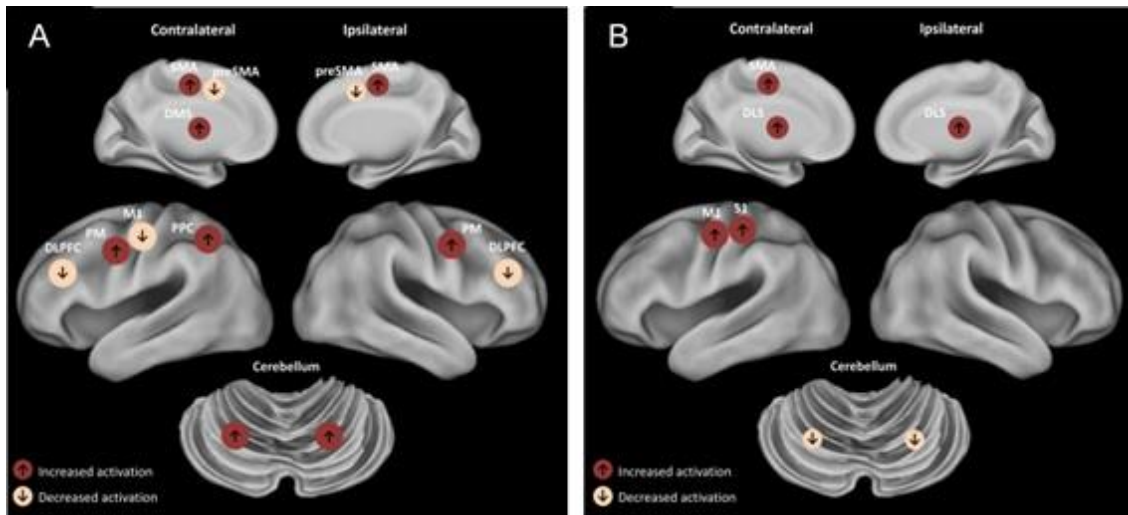 A
Contralateral
Ipsilateral
SMA
preSMA
preSMA
SMA
DMS
M1
PM
PPC
DLPFC
PM
DLPFC
Cerebellum
Increased activation
Decreased activation
B
Contralateral
Ipsilateral
SMA
DLS
DLS
M1
S1
Cerebellum
Increased activation
Decreased activation